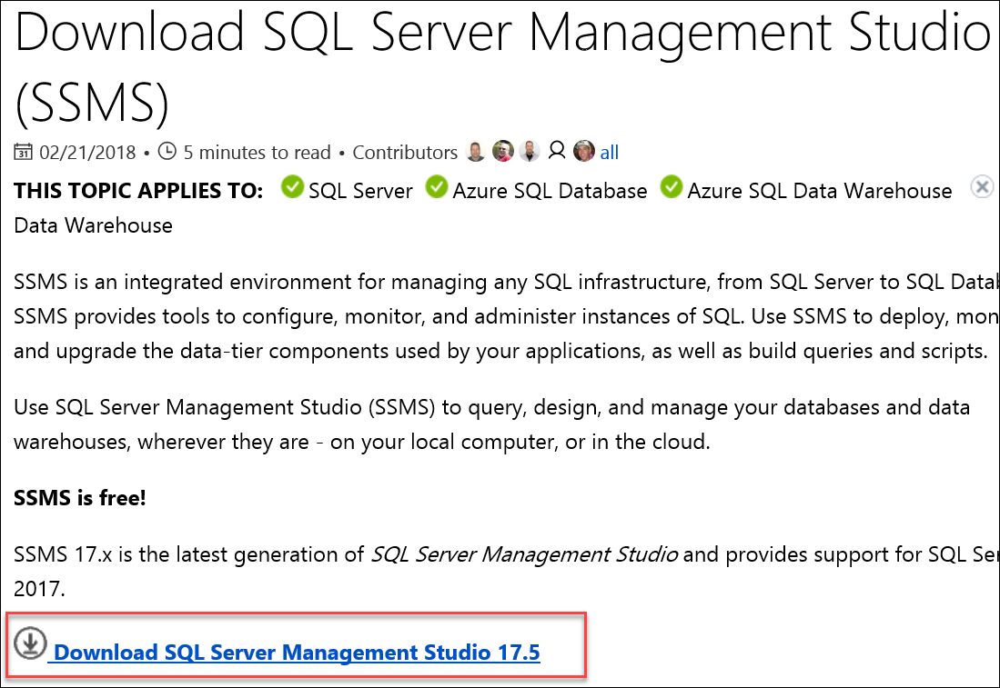 Download SQL Server Management Studio
(SSMS)
31 02/21/2018 • 5 minutes to read • Contributors all
THIS TOPIC APPLIES TO: SQL Server Azure SQL Database Azure SQL Data Warehouse
Data Warehouse
SSMS is an integrated environment for managing any SQL infrastructure, from SQL Server to SQL Datab
SSMS provides tools to configure, monitor, and administer instances of SQL. Use SSMS to deploy, mon
and upgrade the data-tier components used by your applications, as well as build queries and scripts.
Use SQL Server Management Studio (SSMS) to query, design, and manage your databases and data
warehouses, wherever they are - on your local computer, or in the cloud.
SSMS is free!
SSMS 17.x is the latest generation of SQL Server Management Studio and provides support for SQL Ser
2017.
Download SQL Server Management Studio 17.5